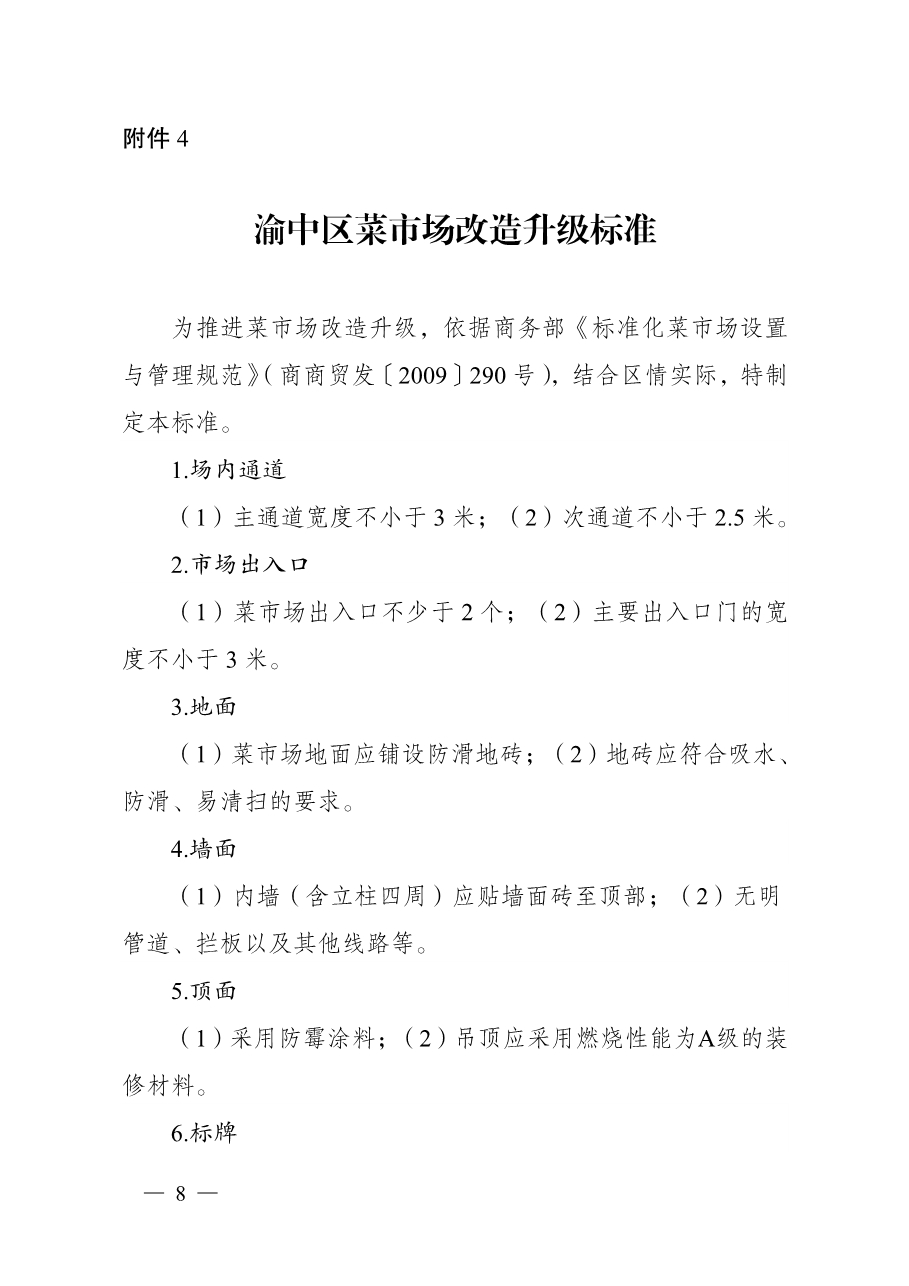 附件 4
渝中区菜市场改造升级标准
为推进菜市场改造升级，依据商务部《标准化菜市场设置
与管理规范》（商商贸发〔2009〕290 号），结合区情实际，特制
定本标准。
1.场内通道
（1）主通道宽度不小于 3 米；（2）次通道不小于 2.5 米。
2.市场出入口
（1）菜市场出入口不少于 2 个；（2）主要出入口门的宽
度不小于 3 米。
3.地面
（1）菜市场地面应铺设防滑地砖；（2）地砖应符合吸水、
防滑、易清扫的要求。
4.墙面
（1）内墙（含立柱四周）应贴墙面砖至顶部；（2）无明
管道、拦板以及其他线路等。
5.顶面
（1）采用防霉涂料；（2）吊顶应采用燃烧性能为A级的装
修材料。
6.标牌
— 8 —